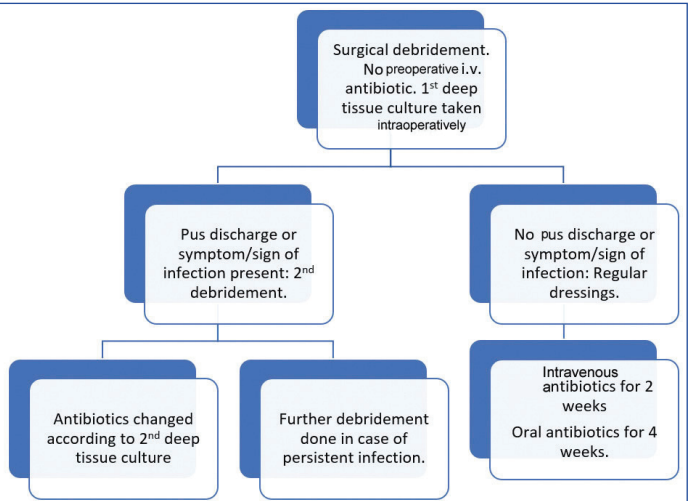 Surgical debridement.
No preoperative i.v.
antibiotic. 1st deep
tissue culture taken
intraoperatively
Pus discharge or
symptom/sign of
infection present: 2nd
debridement.
No pus discharge or
symptom/sign of
infection: Regular
dressings.
Antibiotics changed
according to 2nd deep
tissue culture
Further debridement
done in case of
persistent infection.
Intravenous
antibiotics for 2
weeks
Oral antibiotics for 4
weeks.